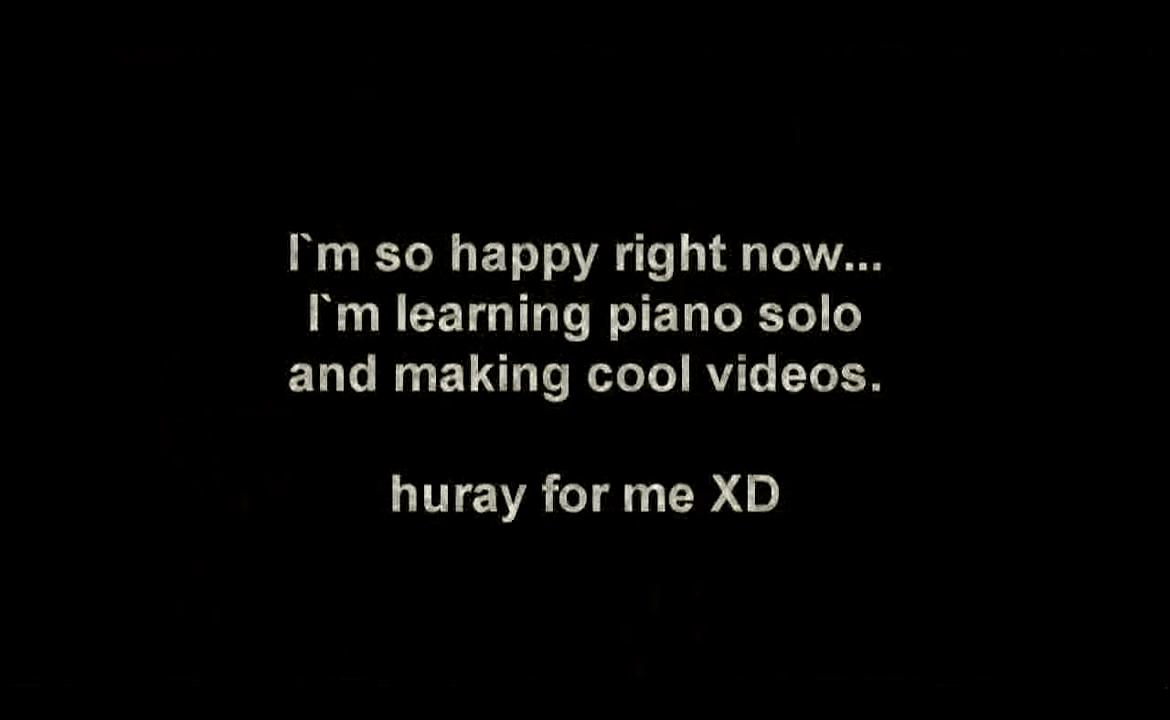 I`m so happy right now...
I`m learning piano solo
and making cool videos.
huray for me XD